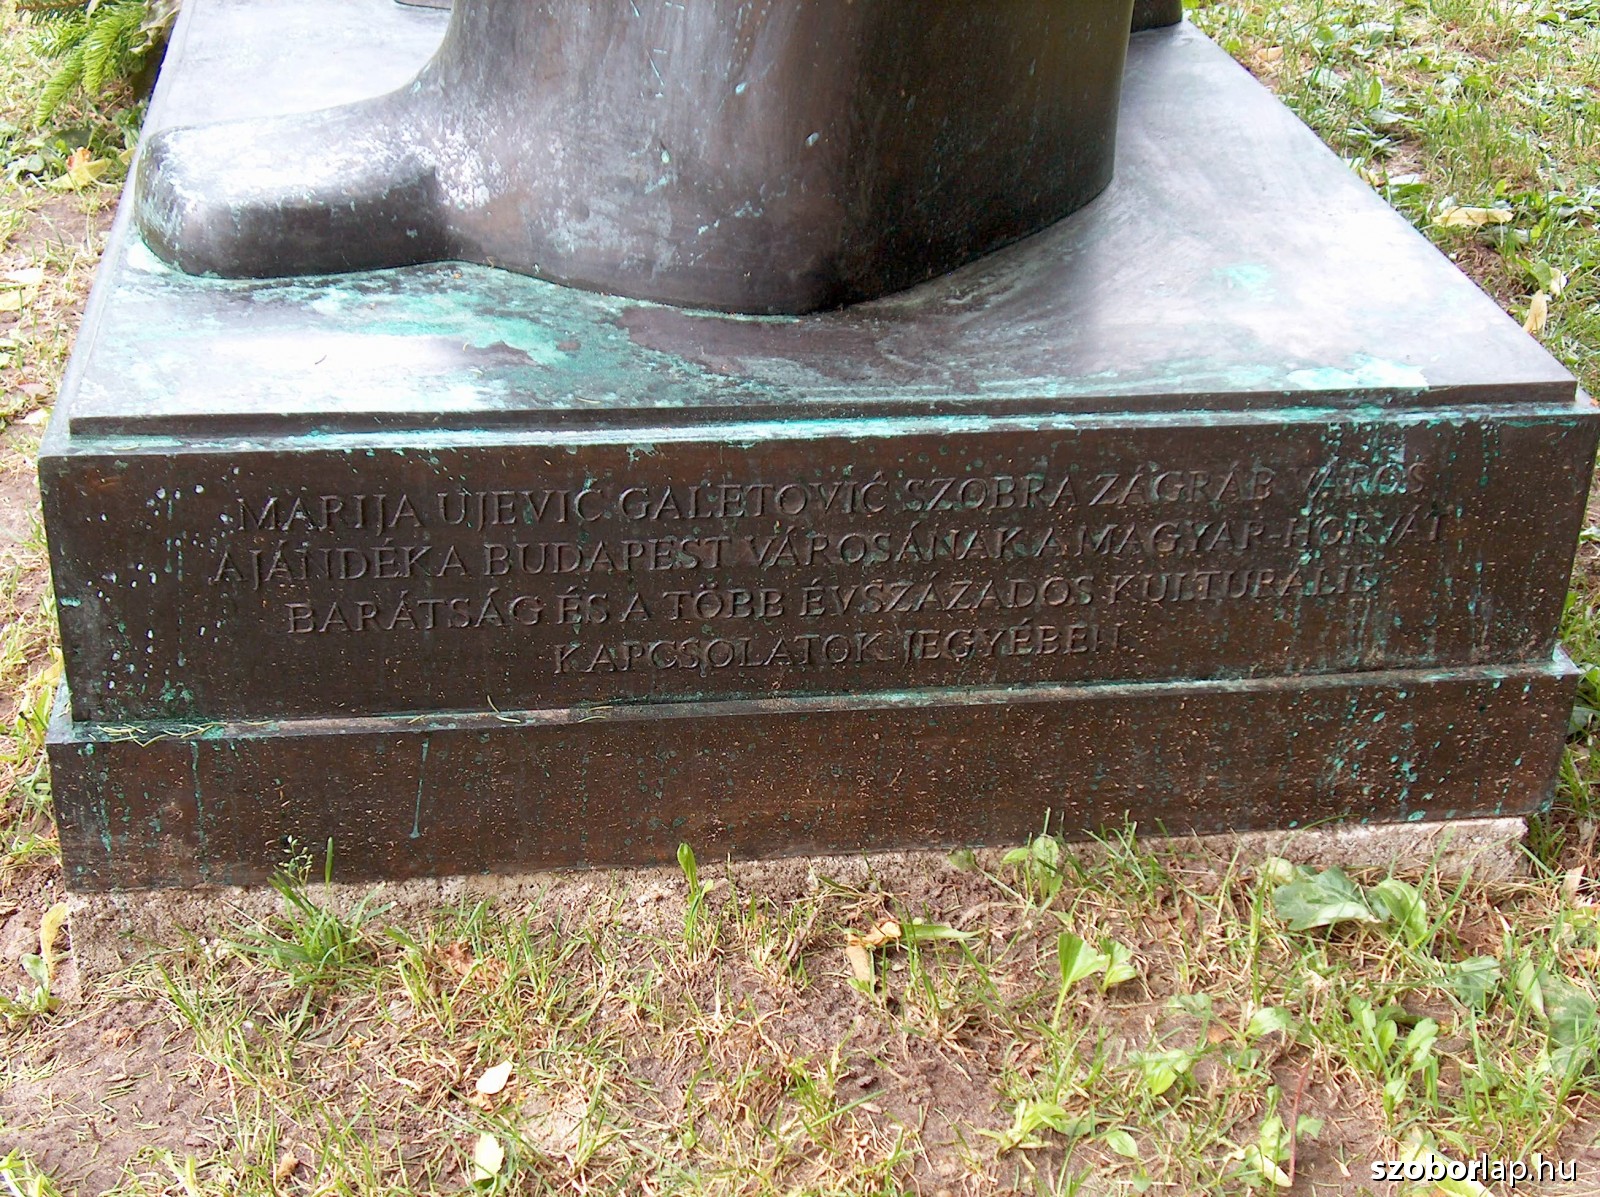 MARIJA UJEVIĆ GALETOVIĆ SZOBRA ZÁGRÁB VÁROS
AJÁNDÉKA BUDAPEST VÁROSÁNAK A MAGYAR-HORVÁT
BARÁTSÁG ÉS A TÖBB ÉVSZÁZADOS KULTURÁLIS
KAPCSOLATOK JEGYÉBEN
szoborlap.hu